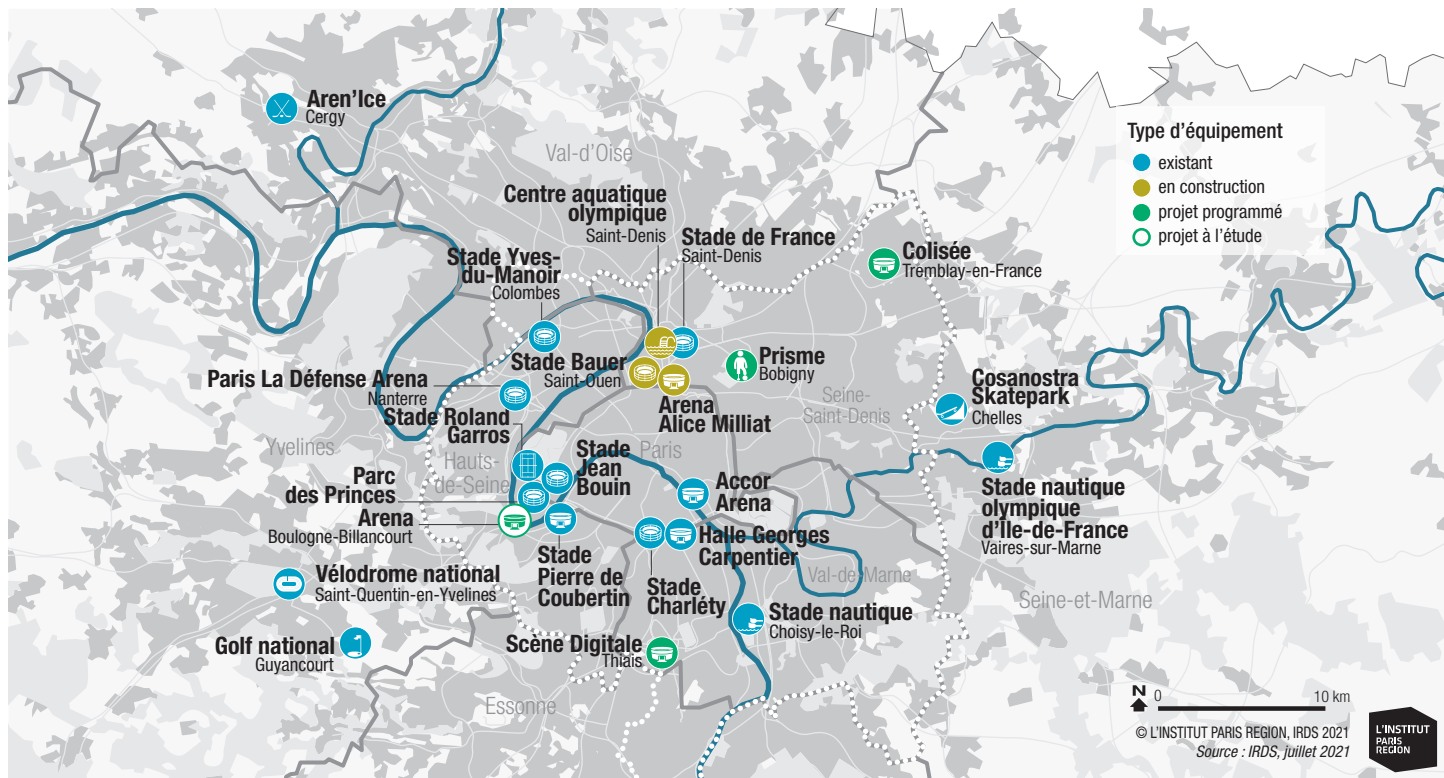 Aren'Ice
Cergy
Val-d'Oise
Centre aquatique
olympique
Saint-Denis
Stade de France
Saint-Denis
Colisée
Tremblay-en-France
Stade Yves-
du-Manoir
Colombes
Stade Bauer
Saint-Ouen
Prisme
Bobigny
Paris La Défense Arena
Nanterre
Arena
Alice Milliat
Seine-
Saint-Denis
Cosanostra
Skatepark
Chelles
Stade Roland
Garros
Yvelines
Hauts-
de-Seine
Paris
Stade
Jean
Bouin
Parc
des Princes
Arena
Boulogne-Billancourt
Accor
Arena
Stade nautique
olympique
d'Île-de-France
Vaires-sur-Marne
Halle Georges
Carpentier
Stade
Pierre de
Coubertin
Stade
Charléty
Val-de-Marne
Vélodrome national
Saint-Quentin-en-Yvelines
Stade nautique
Choisy-le-Roi
Seine-et-Marne
Golf national
Guyancourt
Scène Digitale
Thiais
Essonne
Type d'équipement
existant
en construction
projet programmé
projet à l'étude
N
0
10 km
© L'INSTITUT PARIS REGION, IRDS 2021
Source : IRDS, juillet 2021
L'INSTITUT
PARIS
REGION